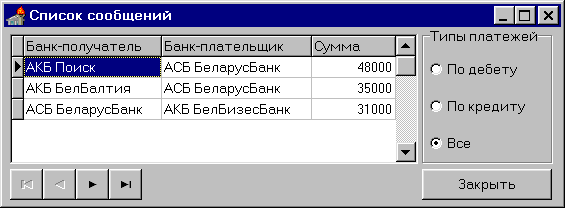 Список сообщений
Банк-получатель Банк-плательщик Сумма
АКБ Поиск АСБ БеларусБанк 48000
АКБ БелБалтия АСБ БеларусБанк 35000
АСБ БеларусБанк АКБ БелБизесБанк 31000
Типы платежей
По дебету
По кредиту
Все
Закрыть